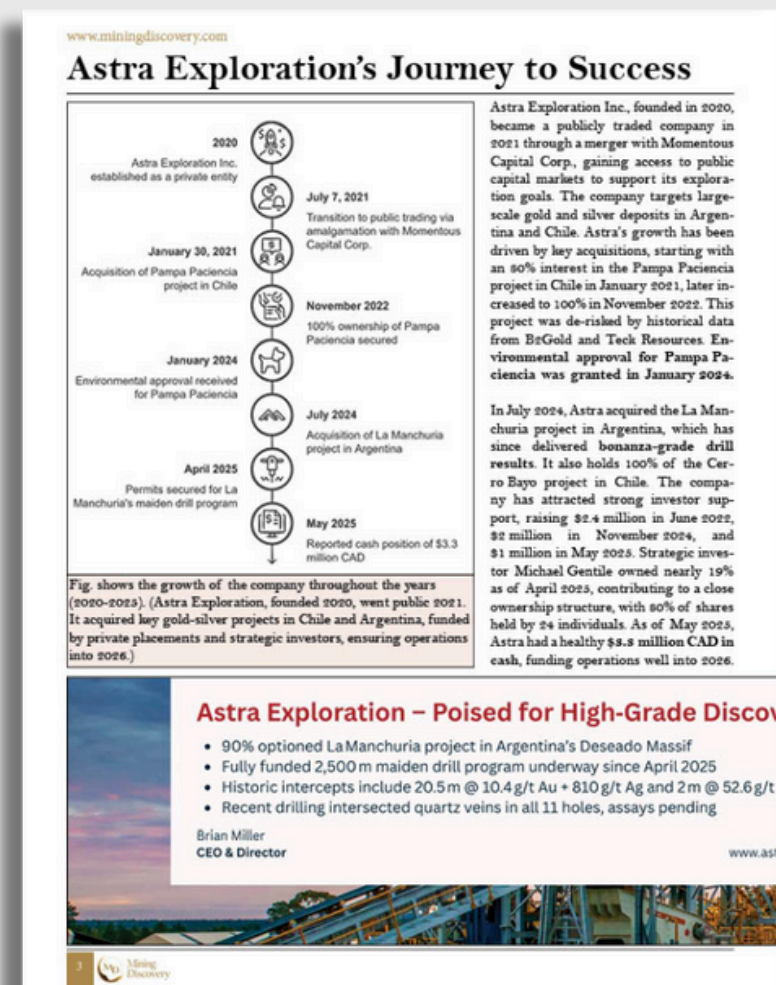 www.miningdiscovery.com
Astra Exploration's Journey to Success
2020
Astra Exploration Inc.
established as a private entity
July 7, 2021
Transition to public trading via
amalgamation with Momentous
Capital Corp.
January 30, 2021
Acquisition of Pampa Paciencia
project in Chile
November 2022
100% ownership of Pampa
Paciencia secured
January 2024
Environmental approval received
for Pampa Paciencia
July 2024
Acquisition of La Manchuria
project in Argentina
April 2025
Permits secured for La
Manchuria's maiden drill program
May 2025
Reported cash position of $3.3
million CAD
Fig. shows the growth of the company throughout the years
(2020-2025). (Astra Exploration, founded 2020, went public 2021.
It acquired key gold-silver projects in Chile and Argentina, funded
by private placements and strategic investors, ensuring operations
into 2026.)
Astra Exploration Inc., founded in 2020,
became a publicly traded company in
2021 through a merger with Momentous
Capital Corp., gaining access to public
capital markets to support its explora-
tion goals. The company targets large-
scale gold and silver deposits in Argen-
tina and Chile. Astra's growth has been
driven by key acquisitions, starting with
an 80% interest in the Pampa Paciencia
project in Chile in January 2021, later in-
creased to 100% in November 2022. This
project was de-risked by historical data
from B2Gold and Teck Resources. En-
vironmental approval for Pampa Pa-
ciencia was granted in January 2024.
In July 2024, Astra acquired the La Man-
churia project in Argentina, which has
since delivered bonanza-grade drill
results. It also holds 100% of the Cer-
ro Bayo project in Chile. The compa-
ny has attracted strong investor sup-
port, raising $2.4 million in June 2022,
$2 million in November 2024, and
$1 million in May 2025. Strategic inves-
tor Michael Gentile owned nearly 19%
as of April 2025, contributing to a close
ownership structure, with 80% of shares
held by 24 individuals. As of May 2025,
Astra had a healthy $3.3 million CAD in
cash, funding operations well into 2026.
Astra Exploration – Poised for High-Grade Discov
• 90% optioned La Manchuria project in Argentina's Deseado Massif
• Fully funded 2,500 m maiden drill program underway since April 2025
• Historic intercepts include 20.5 m @ 10.4 g/t Au + 810 g/t Ag and 2 m @ 52.6 g/t
• Recent drilling intersected quartz veins in all 11 holes, assays pending
Brian Miller
CEO & Director
www.ast
3
MD
Mining
Discovery